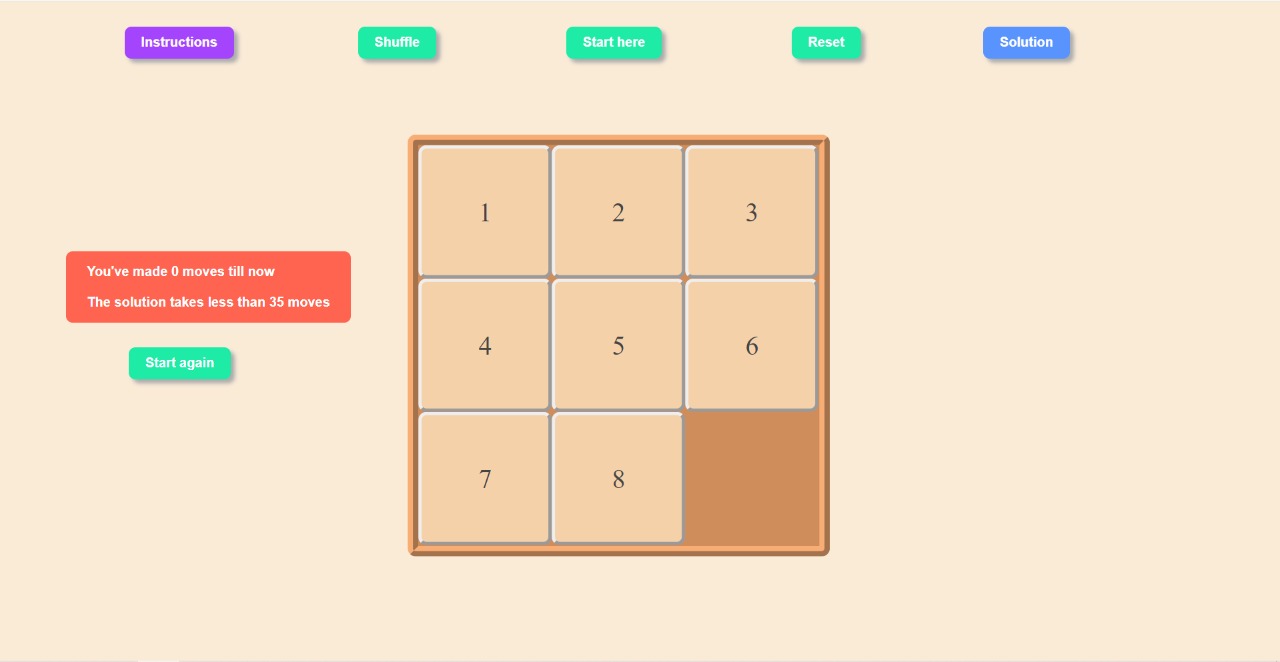 Instructions
Shuffle
Start here
Reset
Solution
1 2 3
You've made 0 moves till now
The solution takes less than 35 moves
4 5 6
Start again
7 8